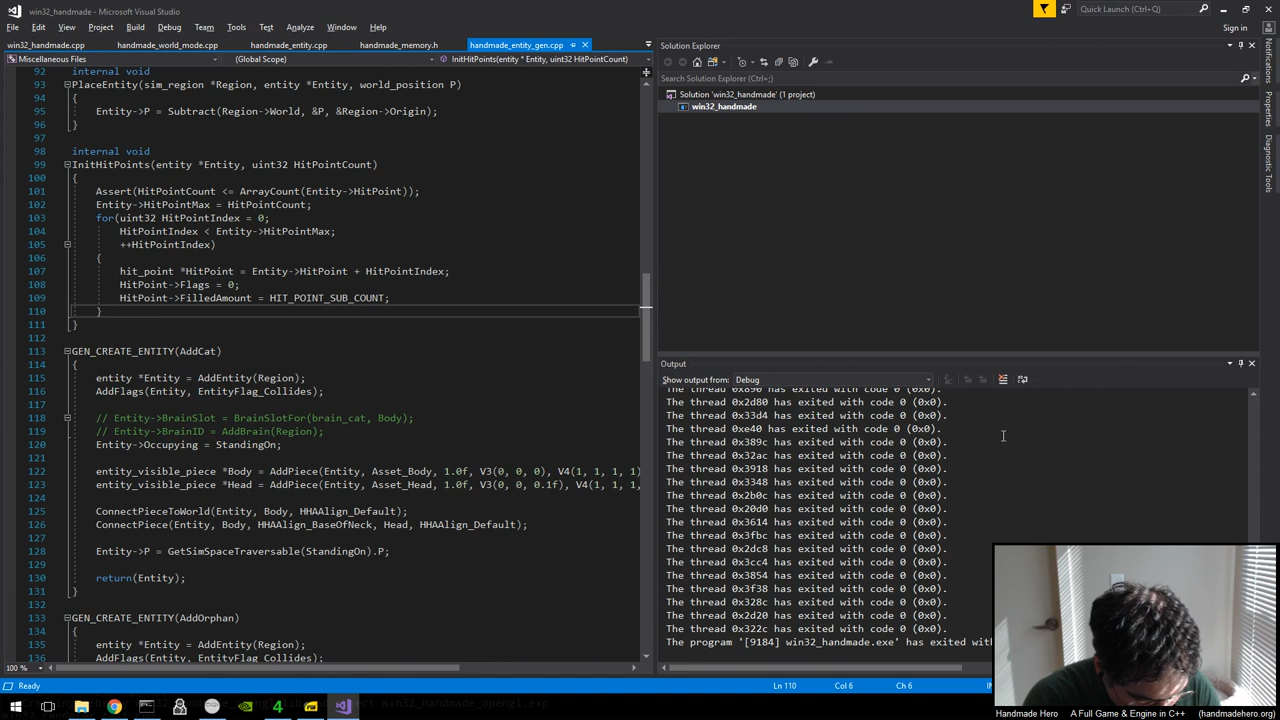 win32_handmade - Microsoft Visual Studio
Quick Launch (Ctrl+Q)
File Edit View Project Build Debug Team Tools Test Analyze Window Help
Sign in
win32_handmade.cpp handmade_world_mode.cpp handmade_entity.cpp handmade_memory.h handmade_entity_gen.cpp
Miscellaneous Files (Global Scope) InitHitPoints(entity * Entity, uint32 HitPointCount)
92 internal void
93 PlaceEntity(sim_region *Region, entity *Entity, world_position P)
94 {
95 Entity->P = Subtract(Region->World, &P, &Region->Origin);
96 }
97
98 internal void
99 InitHitPoints(entity *Entity, uint32 HitPointCount)
100 {
101 Assert(HitPointCount <= ArrayCount(Entity->HitPoint));
102 Entity->HitPointMax = HitPointCount;
103 for(uint32 HitPointIndex = 0;
104 HitPointIndex < Entity->HitPointMax;
105 ++HitPointIndex)
106 {
107 hit_point *HitPoint = Entity->HitPoint + HitPointIndex;
108 HitPoint->Flags = 0;
109 HitPoint->FilledAmount = HIT_POINT_SUB_COUNT;
110 }
111 }
112
113 GEN_CREATE_ENTITY(AddCat)
114 {
115 entity *Entity = AddEntity(Region);
116 AddFlags(Entity, EntityFlag_Collides);
117
118 // Entity->BrainSlot = BrainSlotFor(brain_cat, Body);
119 // Entity->BrainID = AddBrain(Region);
120 Entity->Occupying = StandingOn;
121
122 entity_visible_piece *Body = AddPiece(Entity, Asset_Body, 1.0f, V3(0, 0, 0), V4(1, 1, 1, 1)
123 entity_visible_piece *Head = AddPiece(Entity, Asset_Head, 1.0f, V3(0, 0, 0.1f), V4(1, 1, 1,
124
125 ConnectPieceToWorld(Entity, Body, HHAAlign_Default);
126 ConnectPiece(Entity, Body, HHAAlign_BaseOfNeck, Head, HHAAlign_Default);
127
128 Entity->P = GetSimSpaceTraversable(StandingOn).P;
129
130 return(Entity);
131 }
132
133 GEN_CREATE_ENTITY(AddOrphan)
134 {
135 entity *Entity = AddEntity(Region);
136 AddFlags(Entity, EntityFlag_Collides);
100 %
Solution Explorer
Search Solution Explorer (Ctrl+;)
Solution 'win32_handmade' (1 project)
win32_handmade
Output
Show output from: Debug
The thread 0x890 has exited with code 0 (0x0).
The thread 0x2d80 has exited with code 0 (0x0).
The thread 0x33d4 has exited with code 0 (0x0).
The thread 0xe40 has exited with code 0 (0x0).
The thread 0x389c has exited with code 0 (0x0).
The thread 0x32ac has exited with code 0 (0x0).
The thread 0x3918 has exited with code 0 (0x0).
The thread 0x3348 has exited with code 0 (0x0).
The thread 0x2b0c has exited with code 0 (0x0).
The thread 0x20d0 has exited with code 0 (0x0).
The thread 0x3614 has exited with code 0 (0x0).
The thread 0x3fbc has exited with code 0 (0x0).
The thread 0x2dc8 has exited with code 0 (0x0).
The thread 0x3cc4 has exited with code 0 (0x0).
The thread 0x3854 has exited with code 0 (0x0).
The thread 0x3f38 has exited with code 0 (0x0).
The thread 0x328c has exited with code 0 (0x0).
The thread 0x2d20 has exited with code 0 (0x0).
The thread 0x322c has exited with code 0 (0x0).
The program '[9184] win32_handmade.exe' has exited with
Notifications
Properties
Diagnostic Tools
Ready Ln 110 Col 6 Ch 6
Handmade Hero | A Full Game & Engine in C++ | (handmadehero.org)